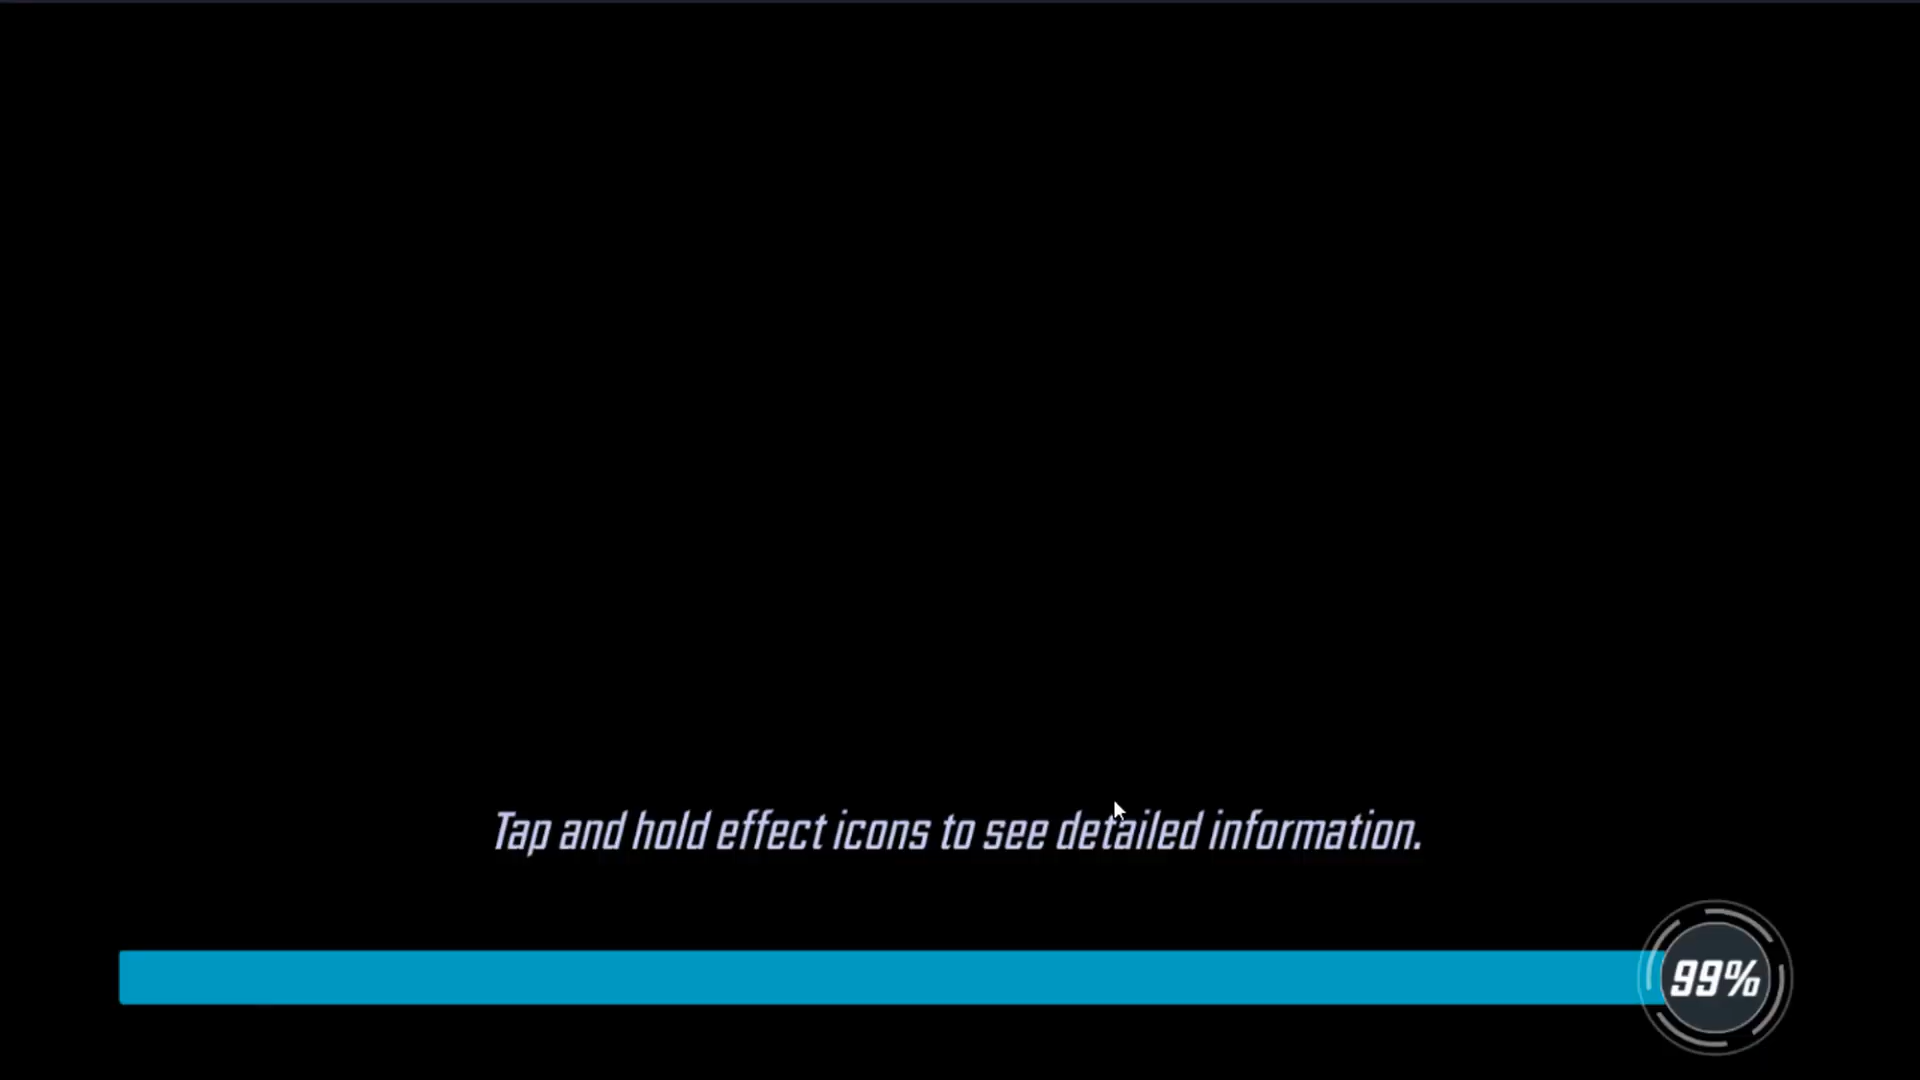 Tap and hold effect icons to see detailed information.
99%